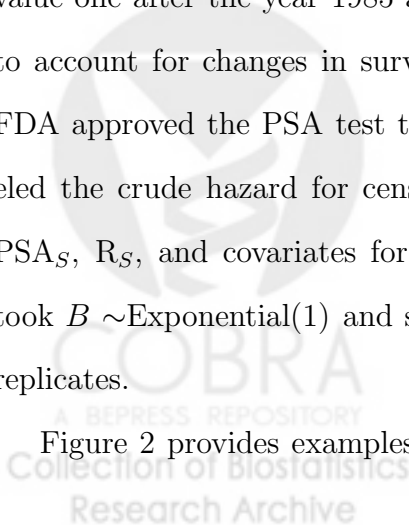 value one after the year 1985 a
to account for changes in surv
FDA approved the PSA test t
eled the crude hazard for cens
PSA_S, R_S, and covariates for
took B ∼Exponential(1) and s
replicates.
COBRA
A BEPRESS REPOSITORY
Figure 2 provides examples
Collection of Biostatistics
Research Archive